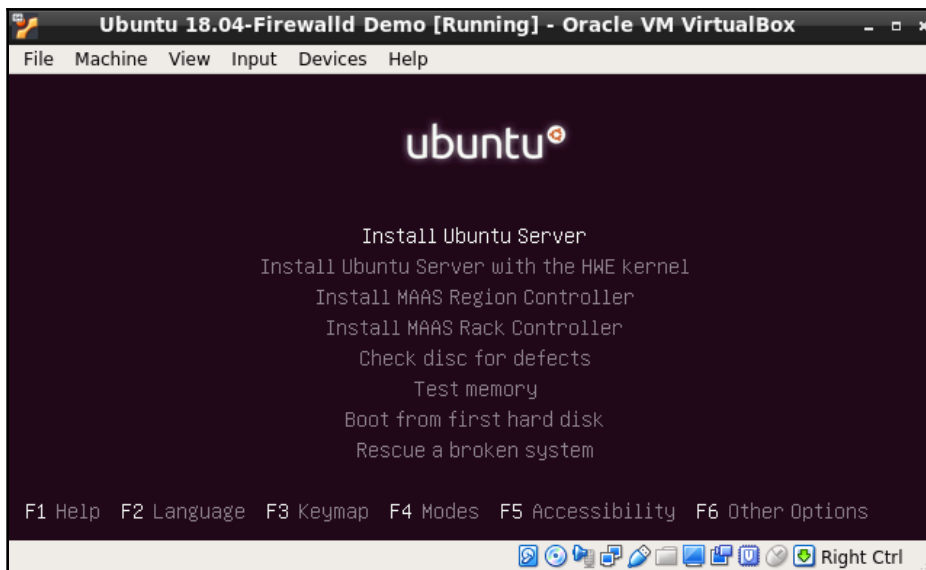 Ubuntu 18.04-Firewalld Demo [Running] - Oracle VM VirtualBox
File Machine View Input Devices Help
ubuntu
Install Ubuntu Server
Install Ubuntu Server with the HWE kernel
Install MAAS Region Controller
Install MAAS Rack Controller
Check disc for defects
Test memory
Boot from first hard disk
Rescue a broken system
F1 Help F2 Language F3 Keymap F4 Modes F5 Accessibility F6 Other Options
Right Ctrl